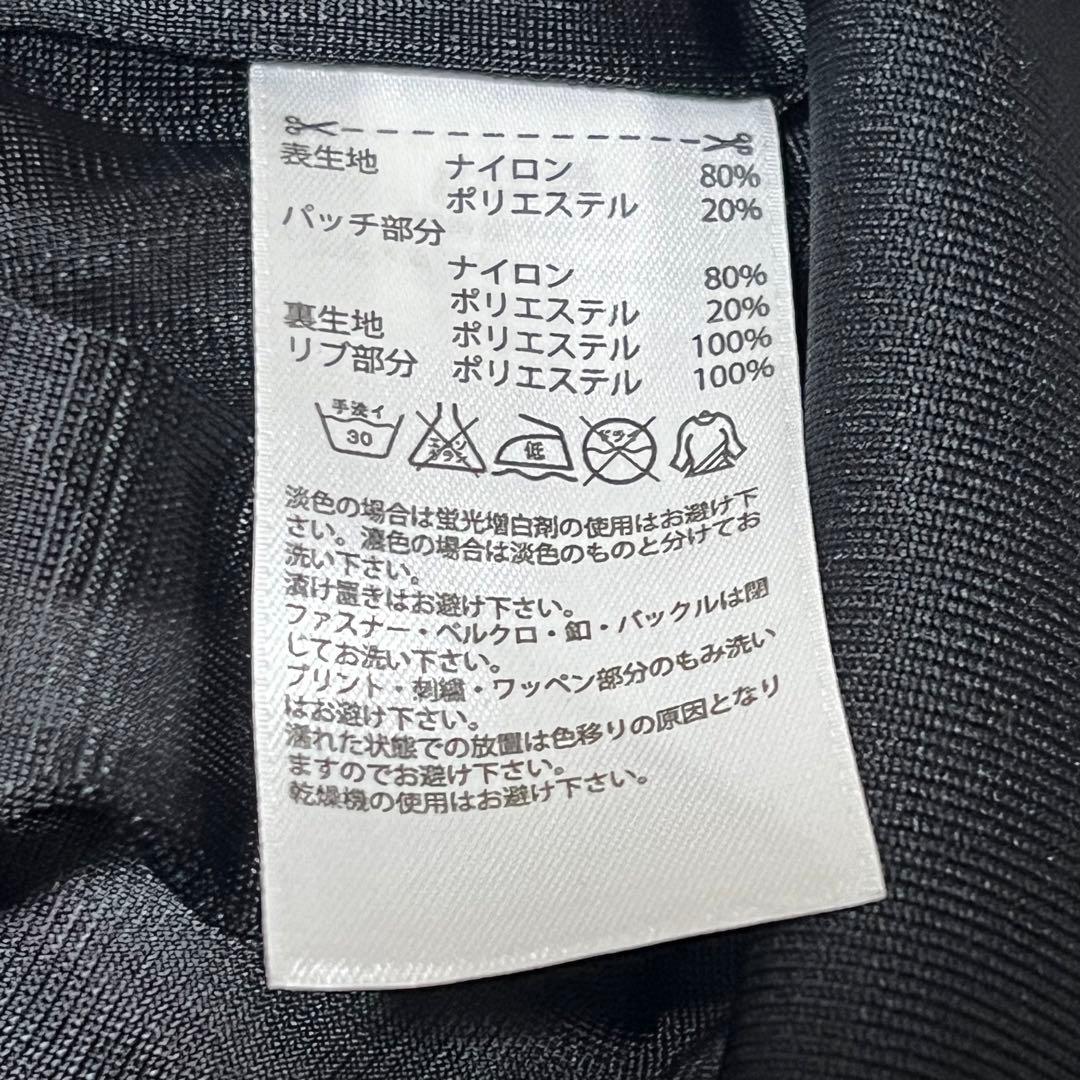 表生地 ナイロン 80%
ポリエステル 20%
パッチ部分
ナイロン 80%
ポリエステル 20%
裏生地 ポリエステル 100%
リブ部分 ポリエステル 100%
手洗イ 30 エンソサラシ 低 ドライ
淡色の場合は蛍光増白剤の使用はお避け下
さい。濃色の場合は淡色のものと分けてお
洗い下さい。
漬け置きはお避け下さい。
ファスナー・ベルクロ・釦・バックルは閉
じてお洗い下さい。
プリント・刺繍・ワッペン部分のもみ洗い
はお避け下さい。
濡れた状態での放置は色移りの原因となり
ますのでお避け下さい。
乾燥機の使用はお避け下さい。